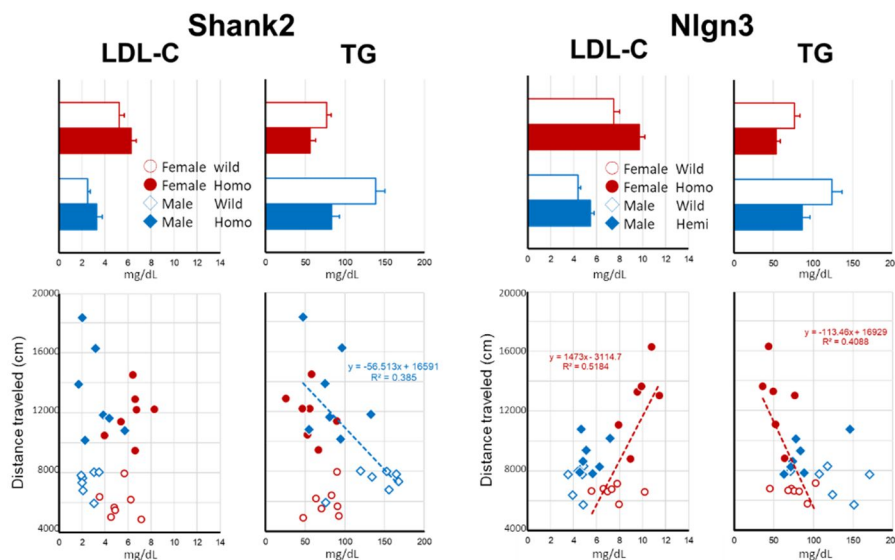 Shank2
Nlgn3
LDL-C
TG
LDL-C
TG
Female wild
Female Homo
Male Wild
Male Homo
Female Wild
Female Homo
Male Wild
Male Hemi
0 2 4 6 8 10 12 14
mg/dL
0 50 100 150 200
mg/dL
0 2 4 6 8 10 12 14
mg/dL
0 50 100 150 200
mg/dL
Distance traveled (cm)
20000
16000
12000
8000
4000
y = -56.513x + 16591
R² = 0.385
0 2 4 6 8 10 12 14
mg/dL
0 50 100 150 200
mg/dL
Distance traveled (cm)
20000
16000
12000
8000
4000
y = 1473x - 3114.7
R² = 0.5184
y = -113.46x + 16929
R² = 0.4088
0 2 4 6 8 10 12 14
mg/dL
0 50 100 150 200
mg/dL